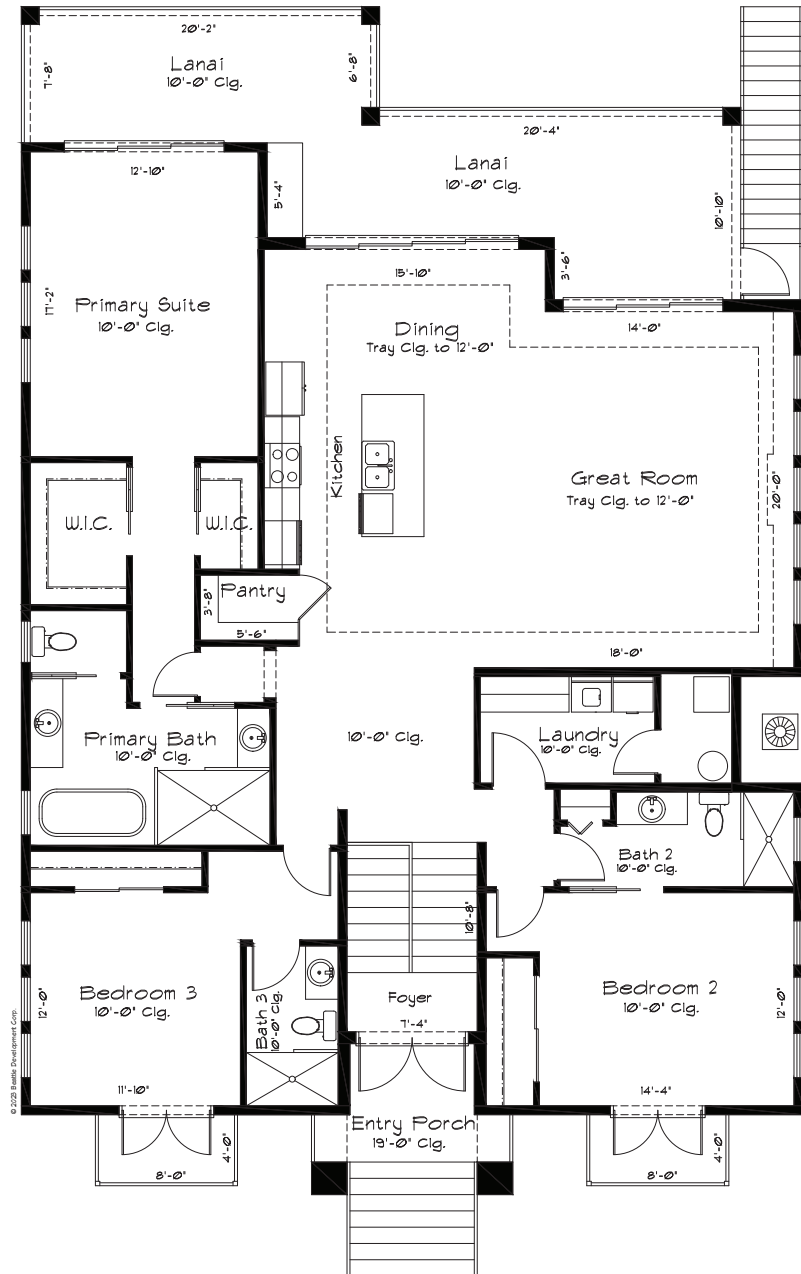 20'-2"
Lanai
10'-0" Clg.
7'-8"
6'-8"
20'-4"
Lanai
10'-0" Clg.
10'-10"
12'-10"
5'-4"
3'-6"
15'-10"
14'-0"
17'-2"
Primary Suite
10'-0" Clg.
Dining
Tray Clg. to 12'-0"
Kitchen
Great Room
Tray Clg. to 12'-0"
20'-0"
W.I.C.
W.I.C.
Pantry
3'-8"
5'-6"
18'-0"
Primary Bath
10'-0" Clg.
10'-0" Clg.
Laundry
10'-0" Clg.
Bath 2
10'-0" Clg.
10'-8"
Bedroom 3
10'-0" Clg.
12'-0"
11'-10"
Bath 3
10'-0" Clg.
Foyer
7'-4"
Bedroom 2
10'-0" Clg.
12'-0"
14'-4"
Entry Porch
19'-0" Clg.
4'-0"
8'-0"
4'-0"
8'-0"
© 2023 Beattie Development Corp.